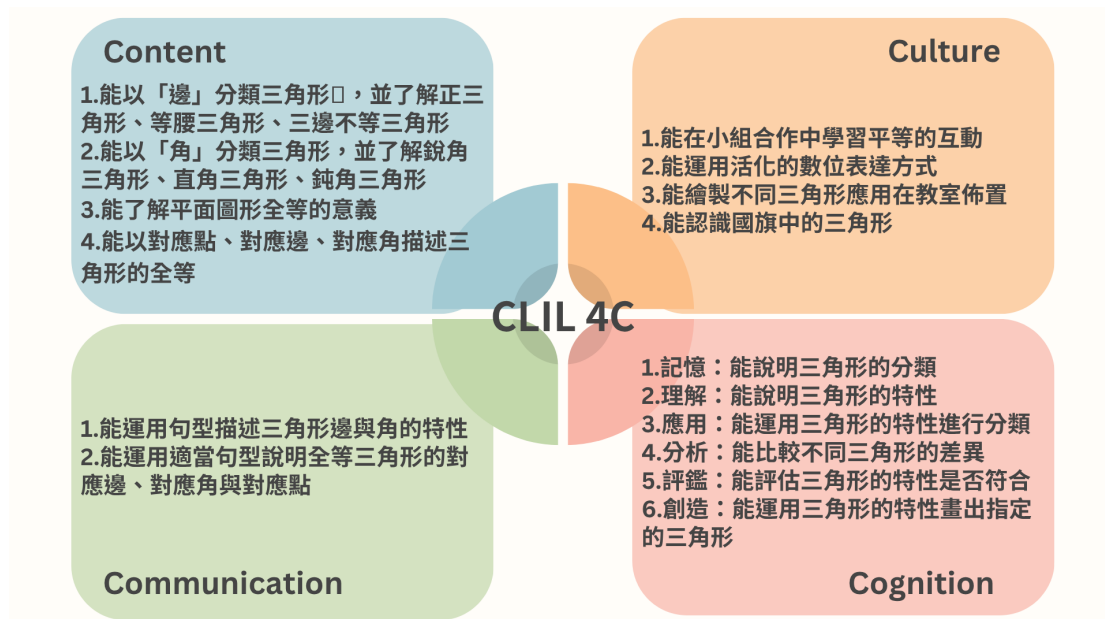 Content
1.能以「邊」分類三角形，並了解正三
角形、等腰三角形、三邊不等三角形
2.能以「角」分類三角形，並了解銳角
三角形、直角三角形、鈍角三角形
3.能了解平面圖形全等的意義
4.能以對應點、對應邊、對應角描述三
角形的全等
Culture
1.能在小組合作中學習平等的互動
2.能運用活化的數位表達方式
3.能繪製不同三角形應用在教室佈置
4.能認識國旗中的三角形
CLIL 4C
1.能運用句型描述三角形邊與角的特性
2.能運用適當句型說明全等三角形的對
應邊、對應角與對應點
Communication
1.記憶：能說明三角形的分類
2.理解：能說明三角形的特性
3.應用：能運用三角形的特性進行分類
4.分析：能比較不同三角形的差異
5.評鑑：能評估三角形的特性是否符合
6.創造：能運用三角形的特性畫出指定
的三角形
Cognition